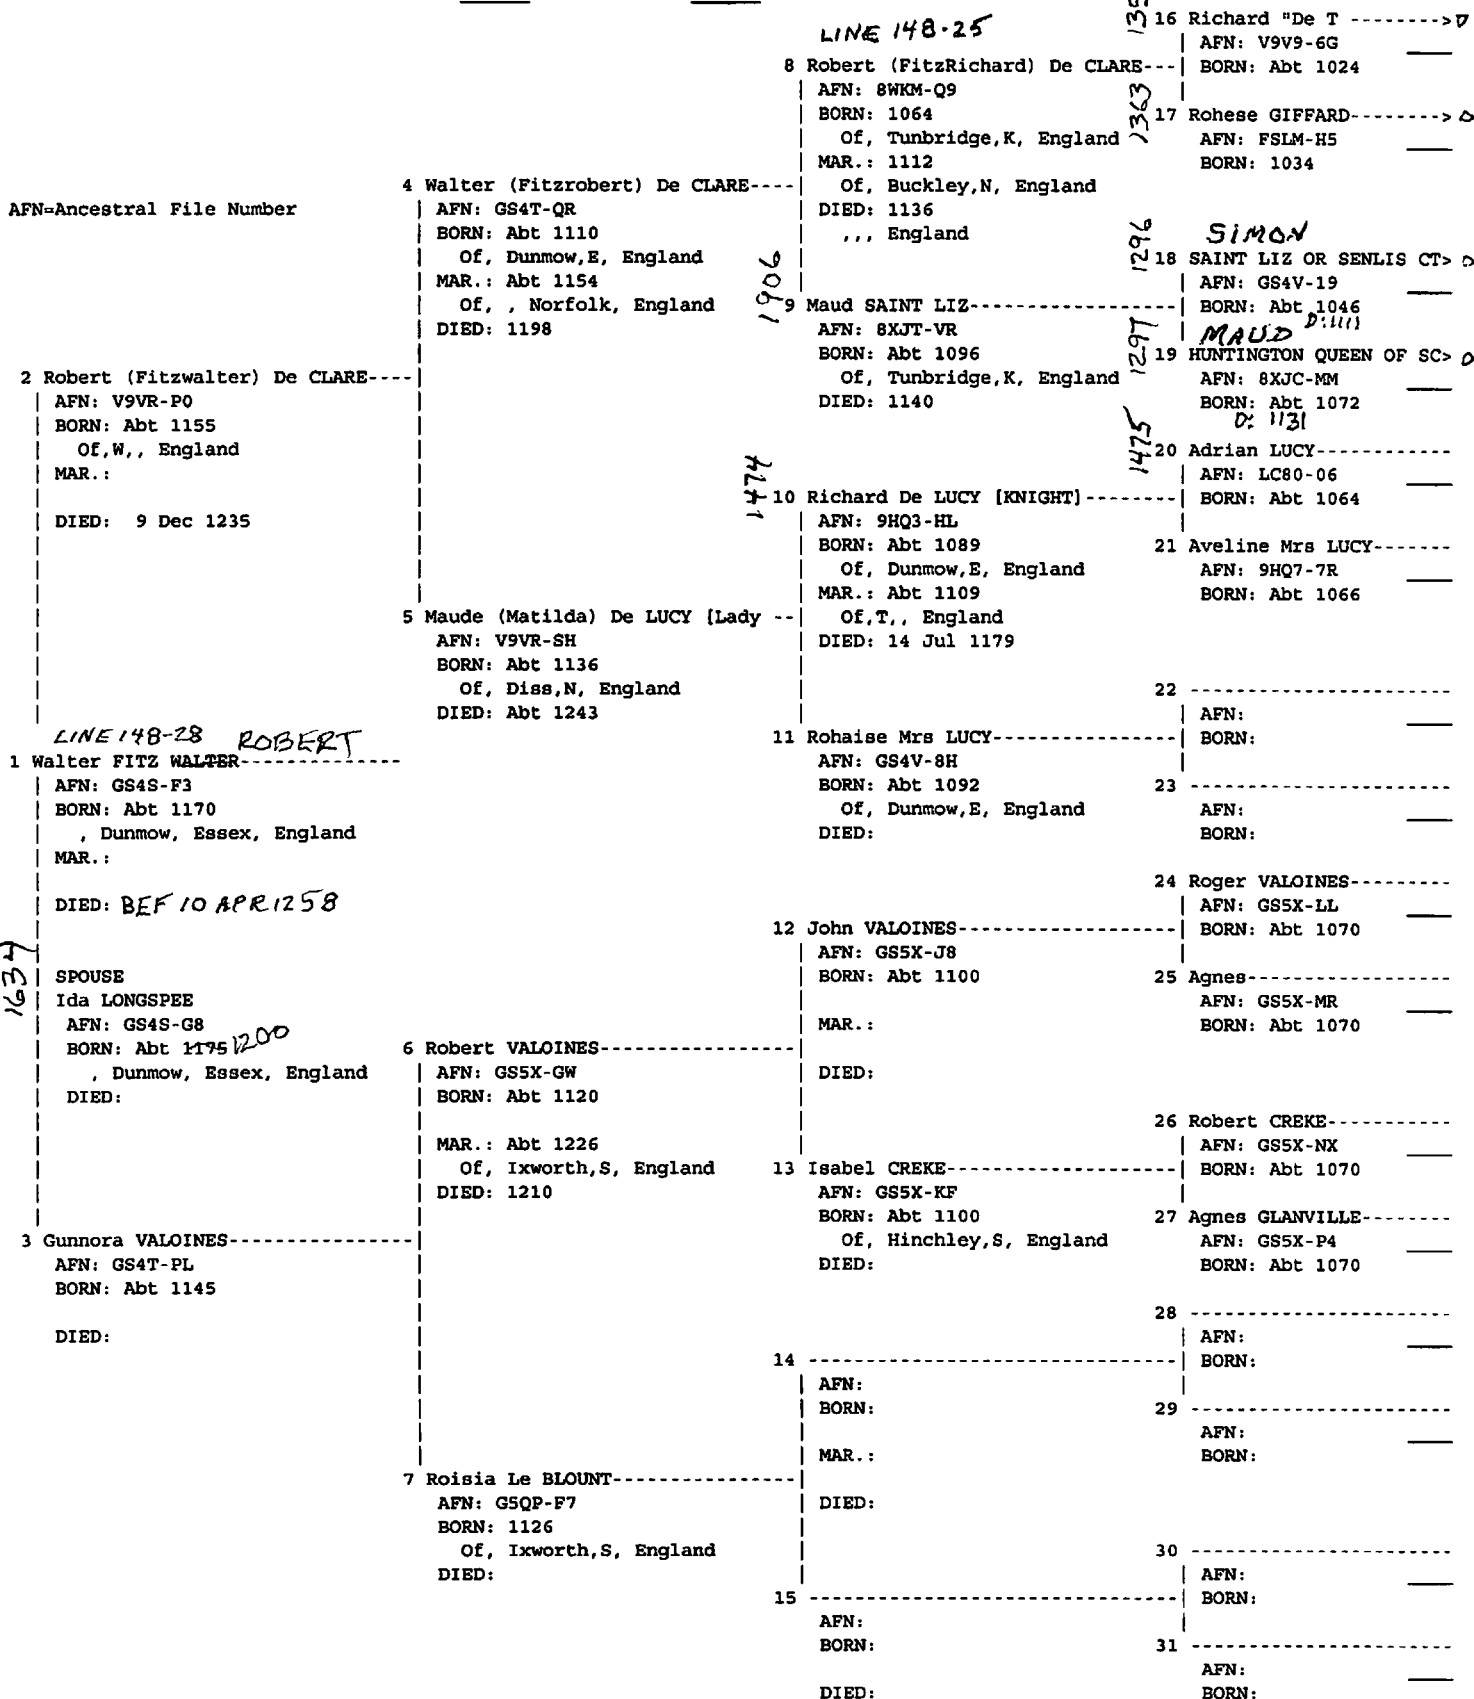 AFN=Ancestral File Number
LINE 148-28 ROBERT
1 Walter FITZ WALTER--------------
AFN: GS4S-F3
BORN: Abt 1170
, Dunmow, Essex, England
MAR.:
DIED: BEF 10 APR 1258
1634
SPOUSE
Ida LONGSPEE
AFN: GS4S-G8
BORN: Abt 1175 1200
, Dunmow, Essex, England
DIED:
2 Robert (Fitzwalter) De CLARE----
AFN: V9VR-P0
BORN: Abt 1155
Of,W,, England
MAR.:
DIED: 9 Dec 1235
3 Gunnora VALOINES---------------
AFN: GS4T-PL
BORN: Abt 1145
DIED:
4 Walter (Fitzrobert) De CLARE----
AFN: GS4T-QR
BORN: Abt 1110
Of, Dunmow,E, England
MAR.: Abt 1154
Of, , Norfolk, England
DIED: 1198
5 Maude (Matilda) De LUCY [Lady --
AFN: V9VR-SH
BORN: Abt 1136
Of, Diss,N, England
DIED: Abt 1243
6 Robert VALOINES----------------
AFN: GS5X-GW
BORN: Abt 1120
MAR.: Abt 1226
Of, Ixworth,S, England
DIED: 1210
7 Roisia Le BLOUNT---------------
AFN: G5QP-F7
BORN: 1126
Of, Ixworth,S, England
DIED:
LINE 148-25
8 Robert (FitzRichard) De CLARE---
AFN: 8WKM-Q9
BORN: 1064
Of, Tunbridge,K, England
MAR.: 1112
Of, Buckley,N, England
DIED: 1136
,,, England
1906
9 Maud SAINT LIZ-----------------
AFN: 8XJT-VR
BORN: Abt 1096
Of, Tunbridge,K, England
DIED: 1140
1474
10 Richard De LUCY [KNIGHT]--------
AFN: 9HQ3-HL
BORN: Abt 1089
Of, Dunmow,E, England
MAR.: Abt 1109
Of,T,, England
DIED: 14 Jul 1179
11 Rohaise Mrs LUCY---------------
AFN: GS4V-8H
BORN: Abt 1092
Of, Dunmow,E, England
DIED:
12 John VALOINES------------------
AFN: GS5X-J8
BORN: Abt 1100
MAR.:
DIED:
13 Isabel CREKE-------------------
AFN: GS5X-KF
BORN: Abt 1100
Of, Hinchley,S, England
DIED:
14 -------------------------------
AFN:
BORN:
MAR.:
DIED:
15 -------------------------------
AFN:
BORN:
DIED:
16 Richard "De T -------->
AFN: V9V9-6G
BORN: Abt 1024
1363
17 Rohese GIFFARD-------->
AFN: FSLM-H5
BORN: 1034
1296
SIMON
18 SAINT LIZ OR SENLIS CT>
AFN: GS4V-19
BORN: Abt 1046
D:1111
1297
MAUD
19 HUNTINGTON QUEEN OF SC>
AFN: 8XJC-MM
BORN: Abt 1072
D: 1131
1475
20 Adrian LUCY------------
AFN: LC80-06
BORN: Abt 1064
21 Aveline Mrs LUCY-------
AFN: 9HQ7-7R
BORN: Abt 1066
22 -----------------------
AFN:
BORN:
23 -----------------------
AFN:
BORN:
24 Roger VALOINES---------
AFN: GS5X-LL
BORN: Abt 1070
25 Agnes------------------
AFN: GS5X-MR
BORN: Abt 1070
26 Robert CREKE-----------
AFN: GS5X-NX
BORN: Abt 1070
27 Agnes GLANVILLE--------
AFN: GS5X-P4
BORN: Abt 1070
28 -----------------------
AFN:
BORN:
29 -----------------------
AFN:
BORN:
30 -----------------------
AFN:
BORN:
31 -----------------------
AFN:
BORN: